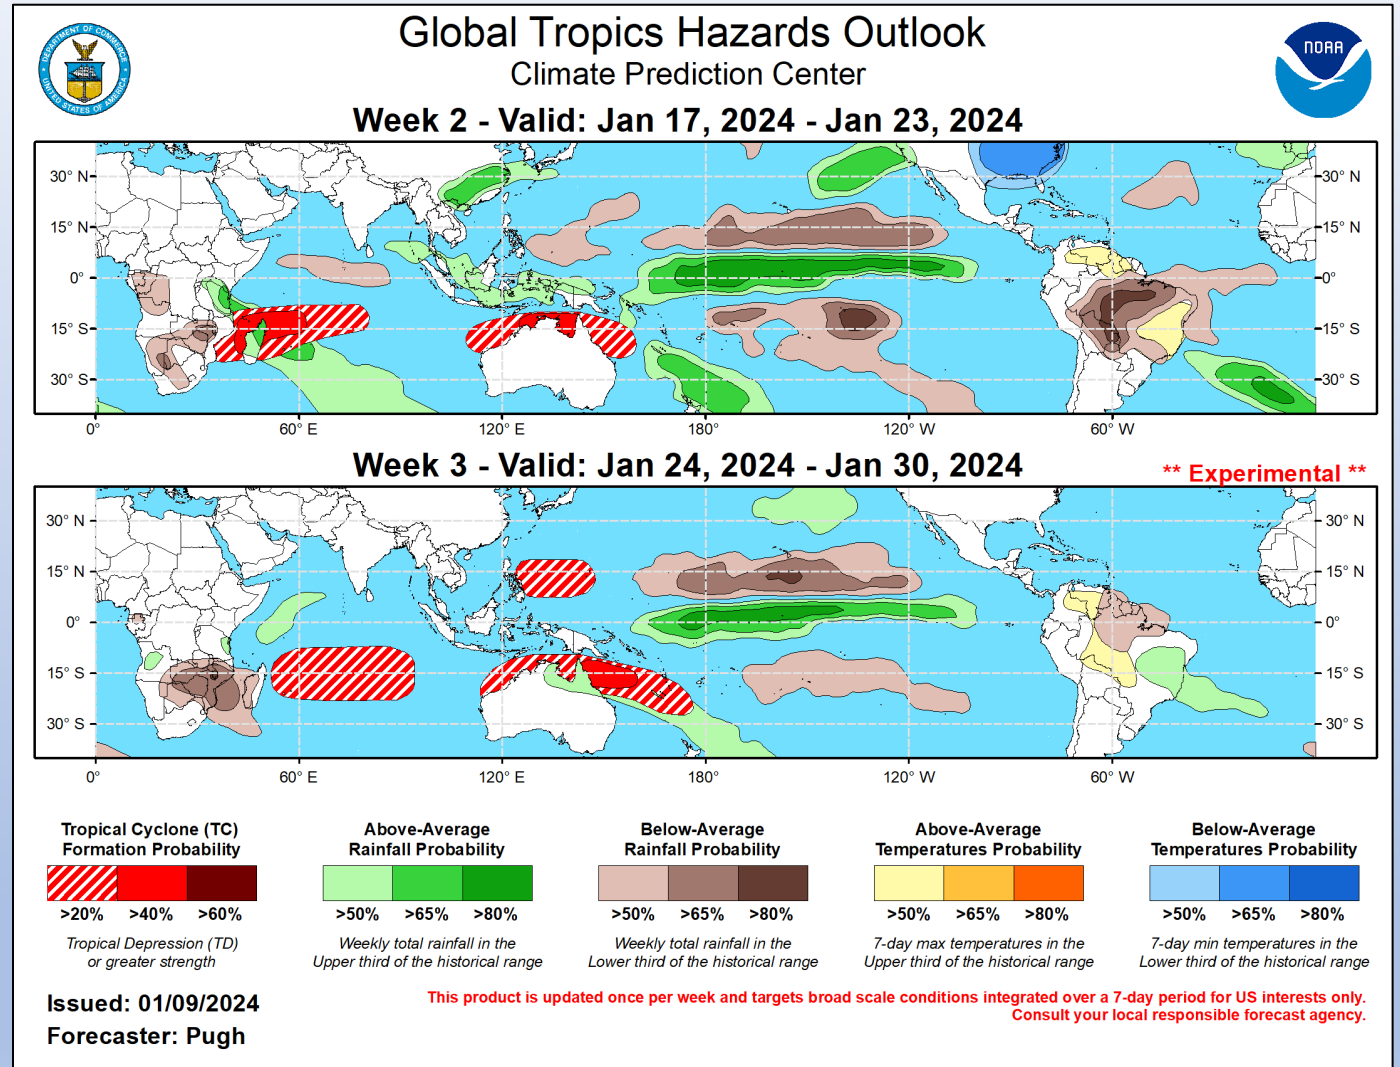 Global Tropics Hazards Outlook
Climate Prediction Center
DEPARTMENT OF COMMERCE
UNITED STATES OF AMERICA
NOAA
Week 2 - Valid: Jan 17, 2024 - Jan 23, 2024
30° N
30° N
15° N
15° N
0°
0°
15° S
15° S
30° S
30° S
0°
60° E
120° E
180°
120° W
60° W
Week 3 - Valid: Jan 24, 2024 - Jan 30, 2024
** Experimental **
30° N
30° N
15° N
15° N
0°
0°
15° S
15° S
30° S
30° S
0°
60° E
120° E
180°
120° W
60° W
Tropical Cyclone (TC)
Formation Probability
>20% >40% >60%
Tropical Depression (TD)
or greater strength
Above-Average
Rainfall Probability
>50% >65% >80%
Weekly total rainfall in the
Upper third of the historical range
Below-Average
Rainfall Probability
>50% >65% >80%
Weekly total rainfall in the
Lower third of the historical range
Above-Average
Temperatures Probability
>50% >65% >80%
7-day max temperatures in the
Upper third of the historical range
Below-Average
Temperatures Probability
>50% >65% >80%
7-day min temperatures in the
Lower third of the historical range
Issued: 01/09/2024
Forecaster: Pugh
This product is updated once per week and targets broad scale conditions integrated over a 7-day period for US interests only.
Consult your local responsible forecast agency.